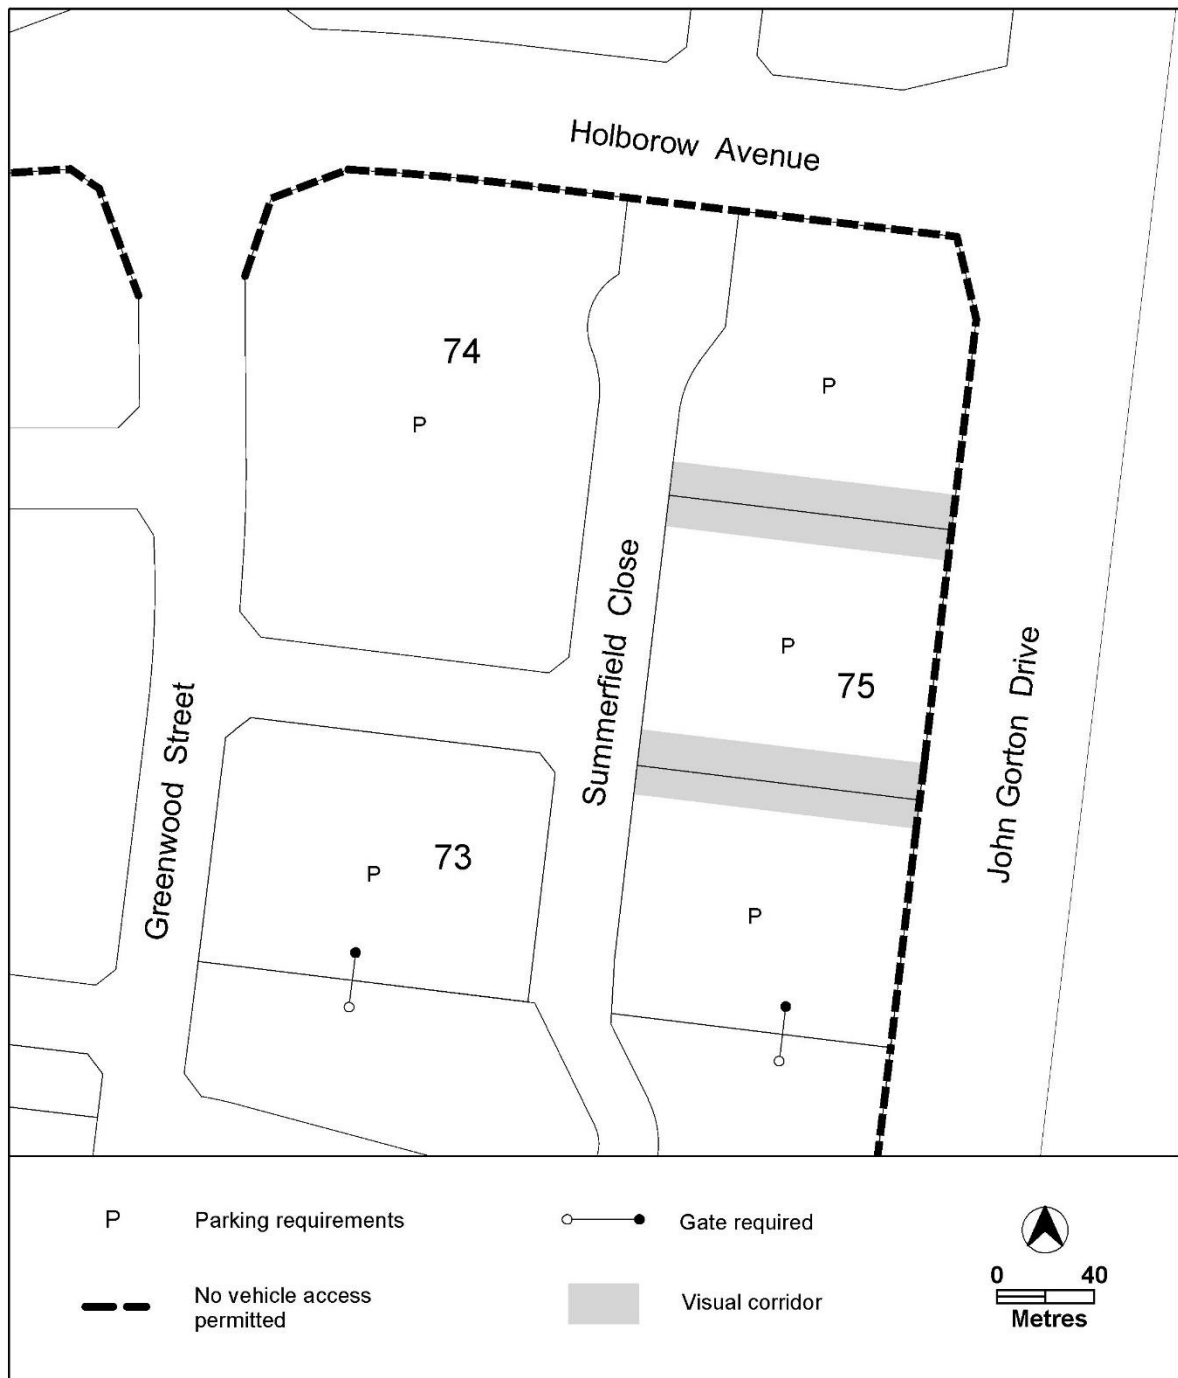 Holborow Avenue
74
P
P
Summerfield Close
P
75
John Gorton Drive
Greenwood Street
73
P
P
P Parking requirements
Gate required
No vehicle access
permitted
Visual corridor
0 40
Metres